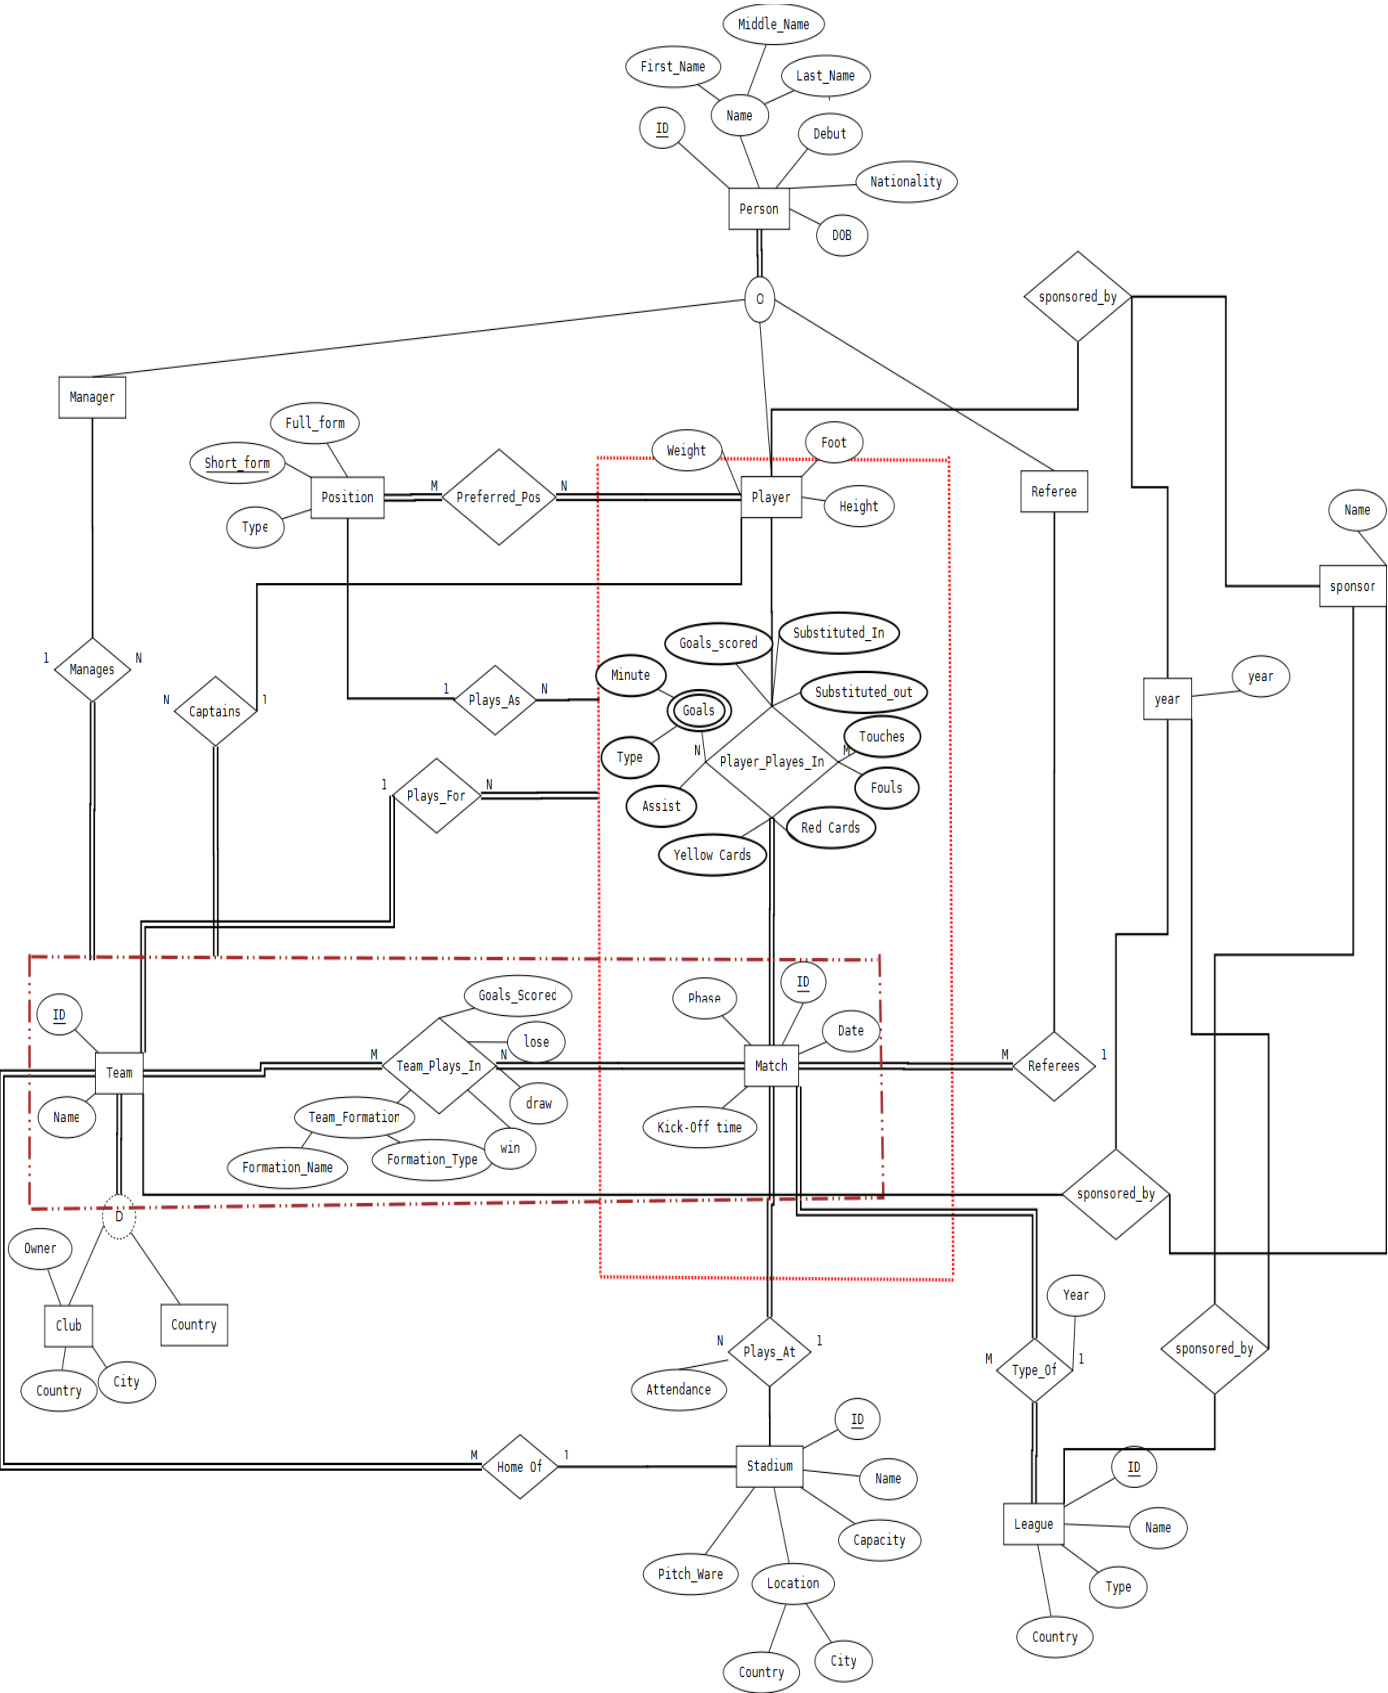 Middle_Name
First_Name
Last_Name
Name
ID
Debut
Nationality
Person
DOB
O
sponsored_by
Manager
Full_form
Short_form
Type
Position
M
Preferred_Pos
N
Weight
Foot
Player
Height
Referee
Name
sponsor
1
Manages
N
N
Captains
1
1
Plays_As
N
Goals_scored
Substituted_In
Minute
Substituted_out
Goals
Touches
Type
N
Player_Playes_In
M
Fouls
Assist
Red Cards
Yellow Cards
year
year
1
Plays_For
N
ID
Team
Name
Goals_Scored
lose
M
Team_Plays_In
N
draw
Team_Formation
win
Formation_Name
Formation_Type
Phase
ID
Date
Match
Kick-Off time
M
Referees
1
sponsored_by
D
Owner
Club
Country
Country
City
N
Plays_At
1
Attendance
Year
M
Type_Of
1
sponsored_by
M
Home Of
1
Stadium
ID
Name
Capacity
Pitch_Ware
Location
Country
City
ID
League
Name
Type
Country